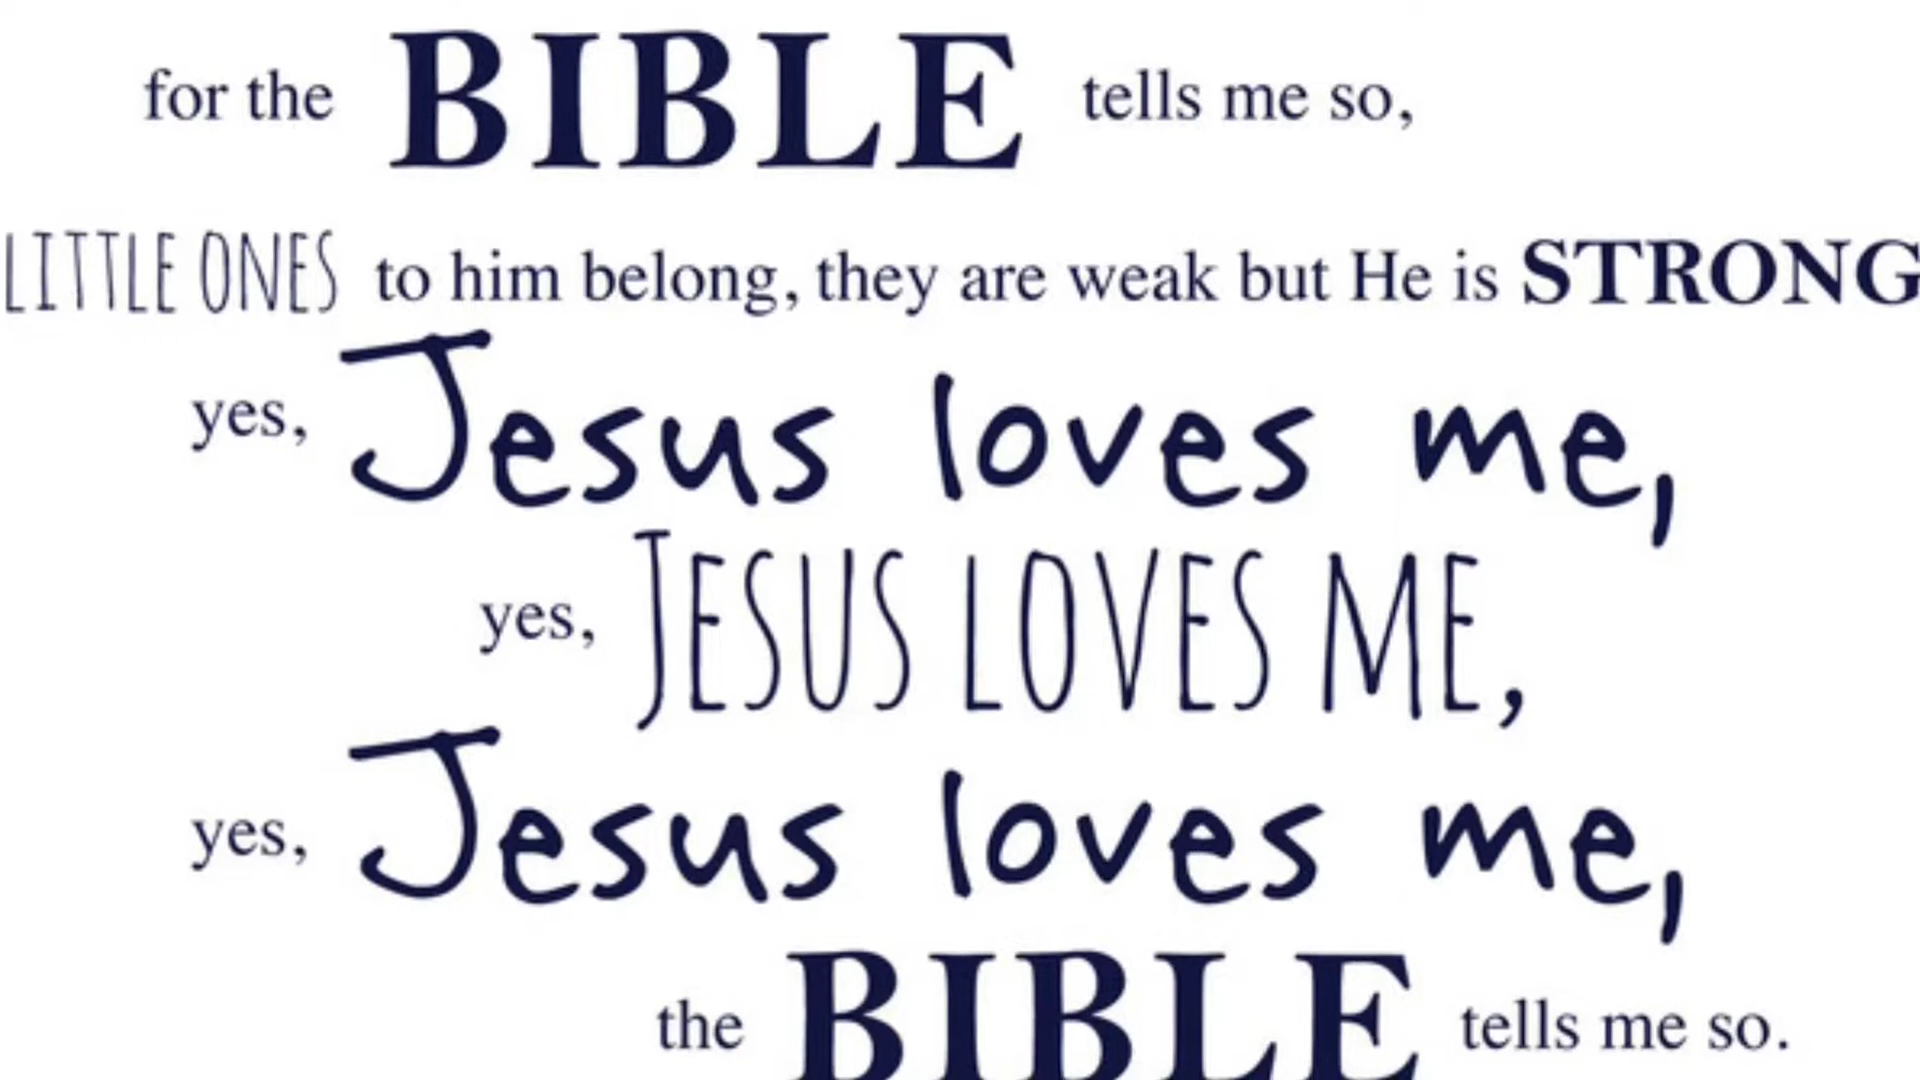 for the BIBLE tells me so,
LITTLE ONES to him belong, they are weak but He is STRONG
yes, Jesus loves me,
yes, JESUS LOVES ME,
yes, Jesus loves me,
the BIBLE tells me so.